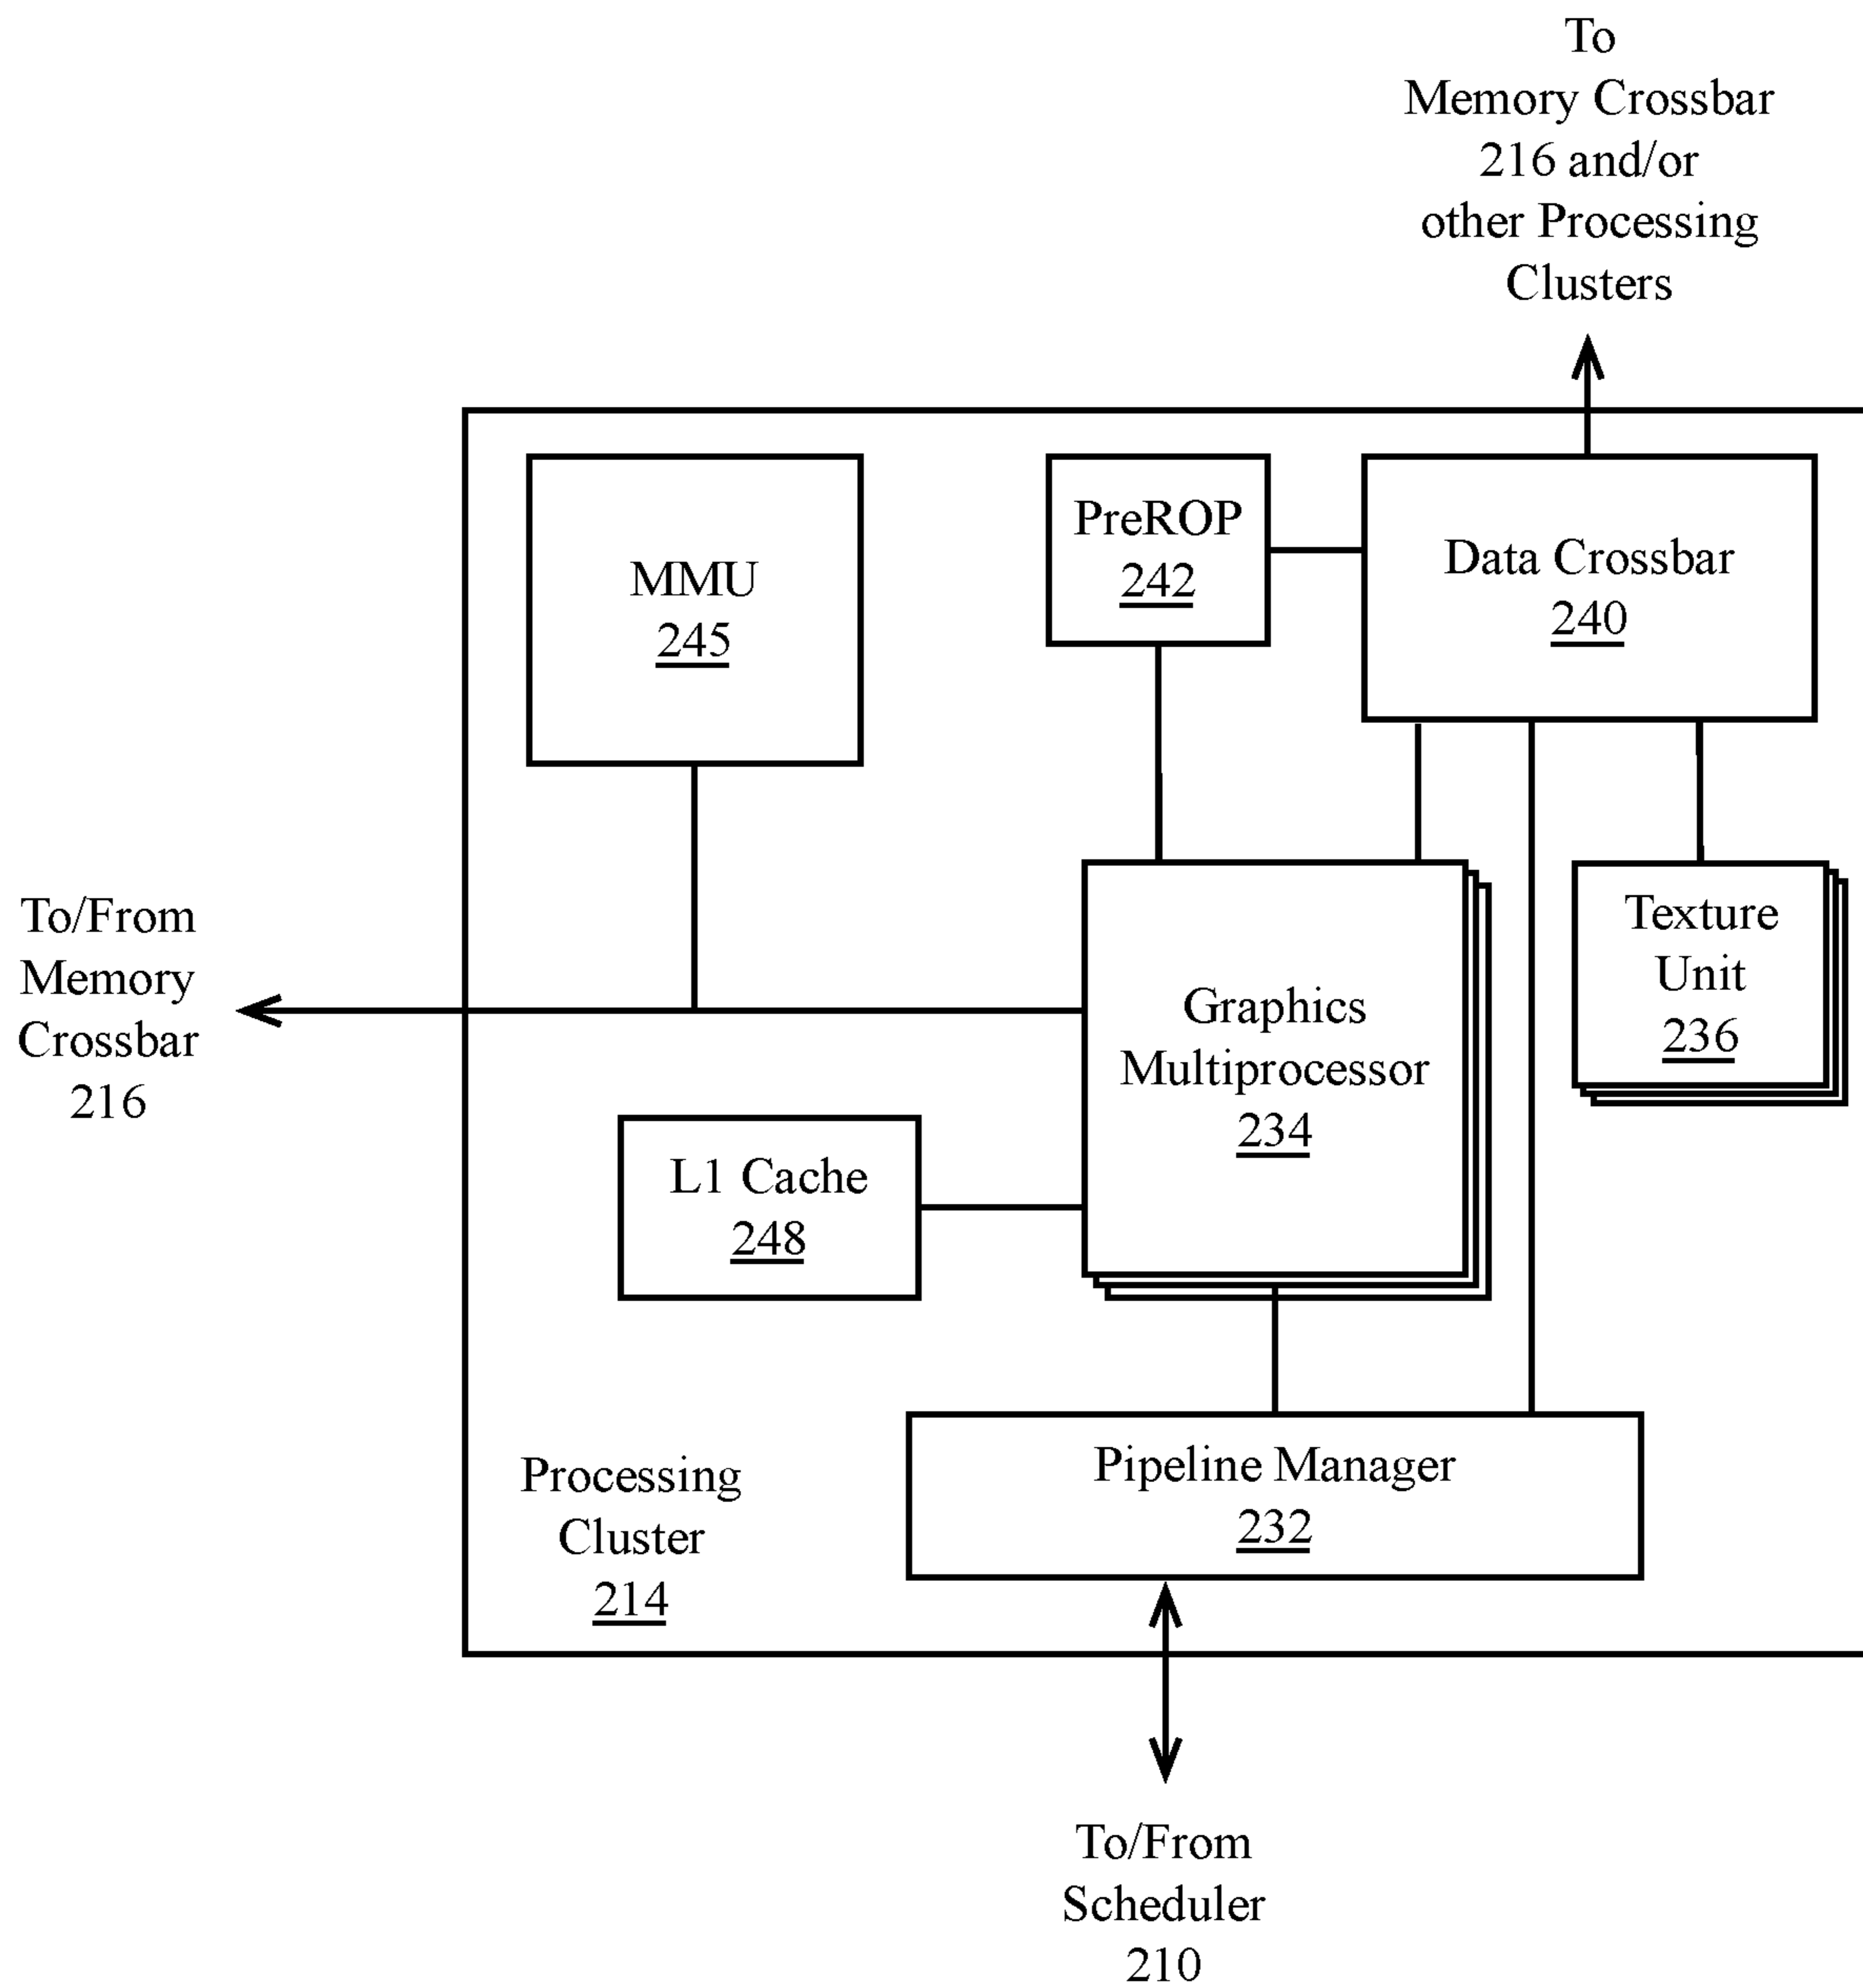 To
Memory Crossbar
216 and/or
other Processing
Clusters
MMU
245
PreROP
242
Data Crossbar
240
To/From
Memory
Crossbar
216
Graphics
Multiprocessor
234
Texture
Unit
236
L1 Cache
248
Processing
Cluster
214
Pipeline Manager
232
To/From
Scheduler
210